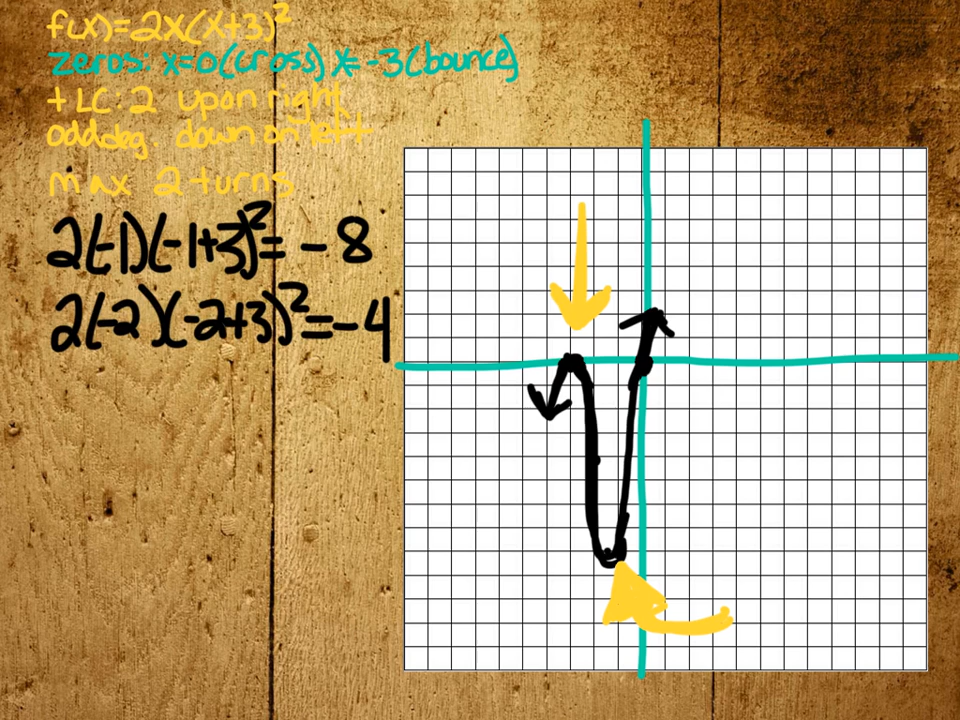 f(x)=2x(x+3)²
zeros: x=0(cross) x=-3(bounce)
+LC:2 up on right
odd deg. down on left
max 2 turns
2(-1)(-1+3)²=-8
2(-2)(-2+3)²=-4